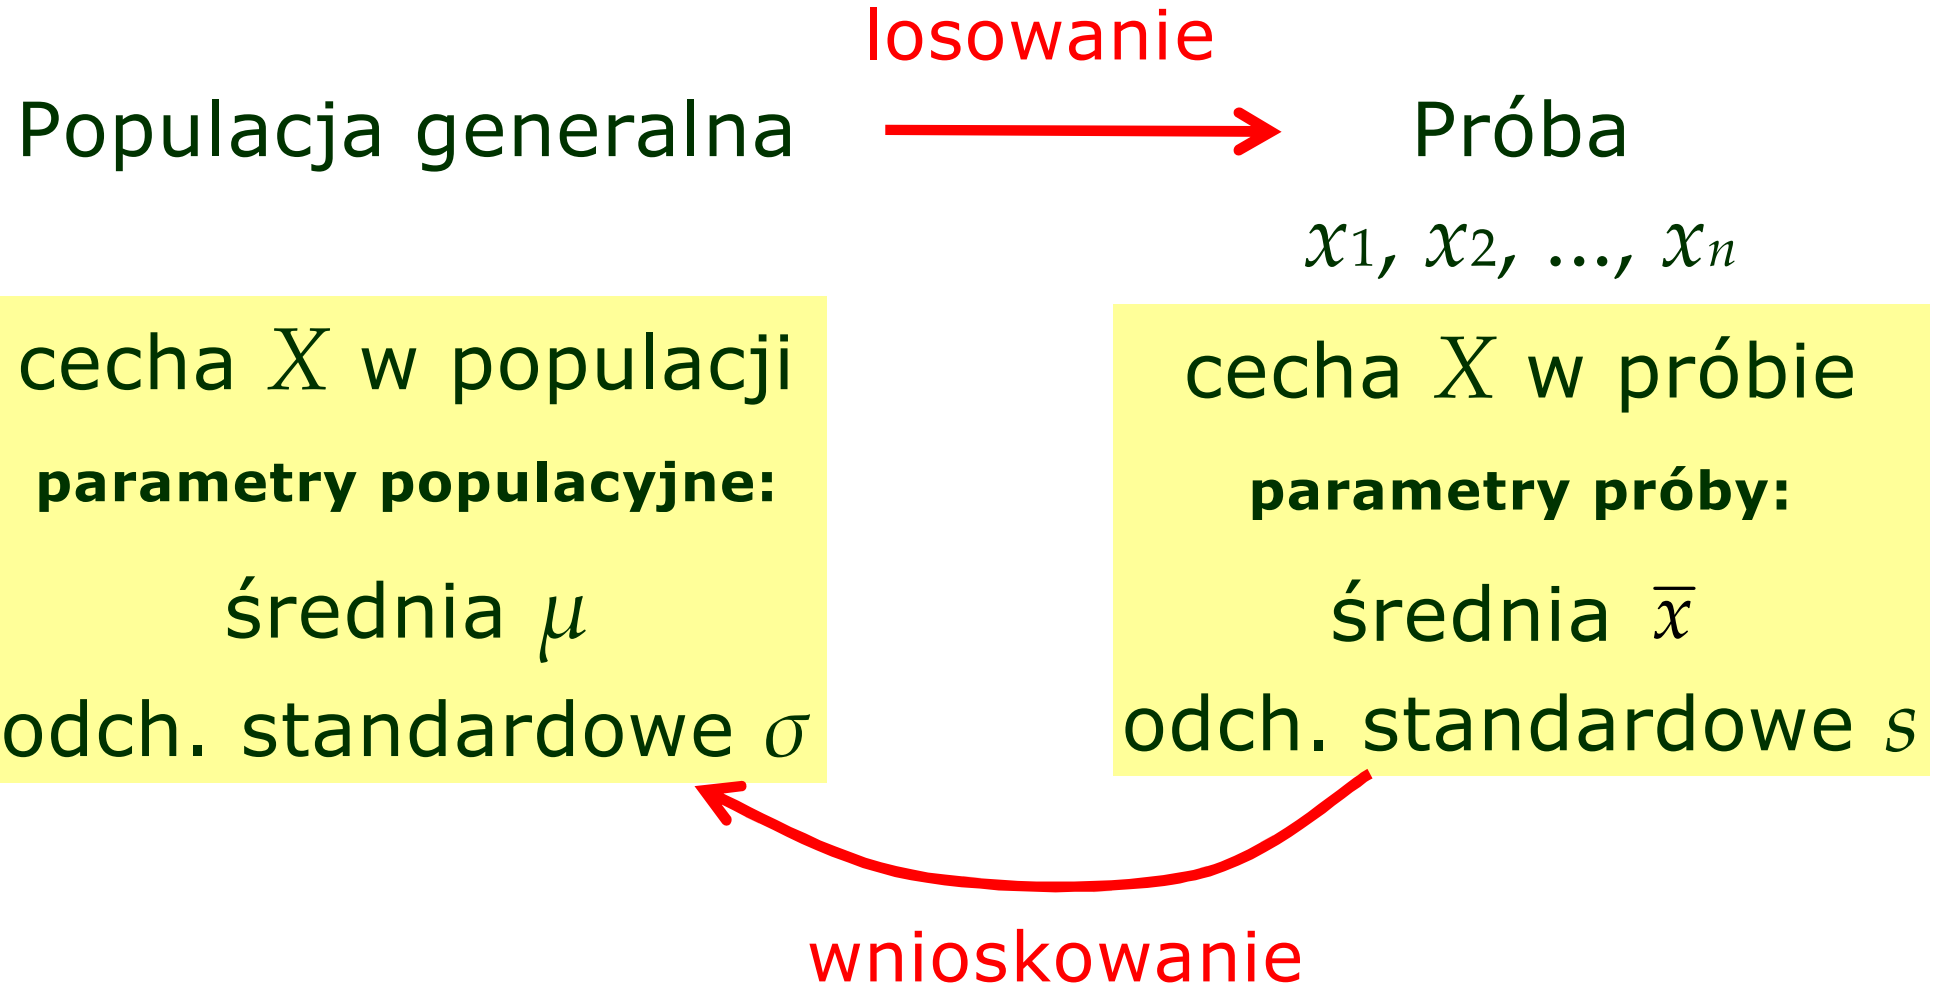 losowanie
Populacja generalna
Próba
x1, x2, ..., xn
cecha X w populacji
parametry populacyjne:
średnia μ
odch. standardowe σ
cecha X w próbie
parametry próby:
średnia x̅
odch. standardowe s
wnioskowanie